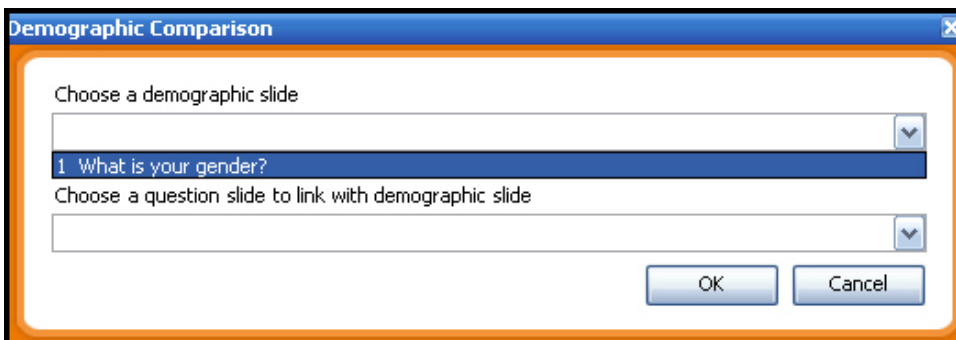 Demographic Comparison
Choose a demographic slide
1 What is your gender?
Choose a question slide to link with demographic slide
OK Cancel